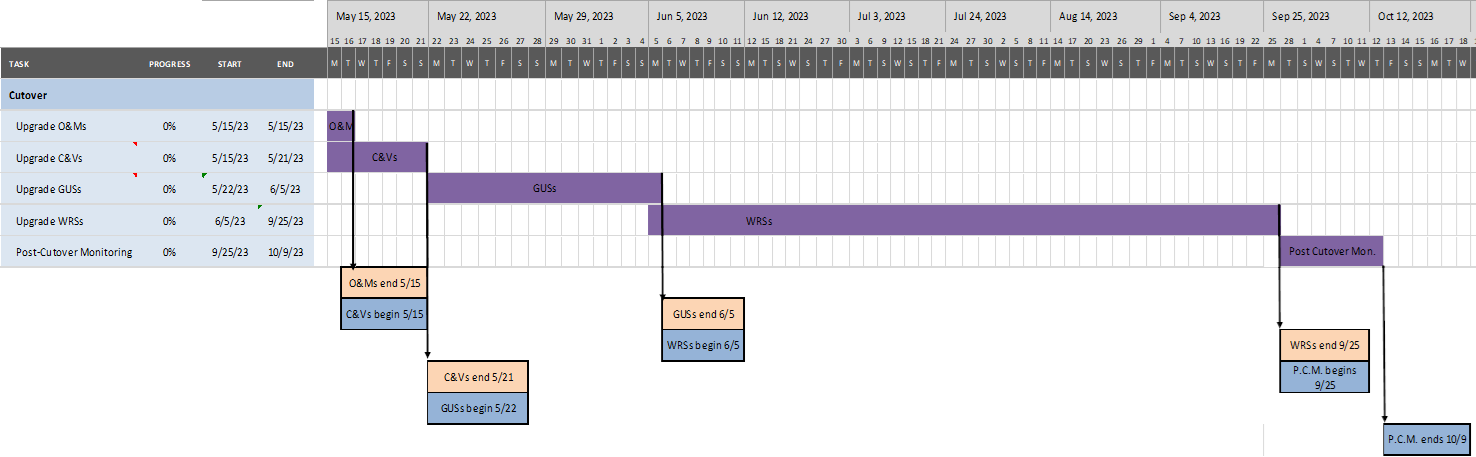 May 15, 2023 May 22, 2023 May 29, 2023 Jun 5, 2023 Jun 12, 2023 Jul 3, 2023 Jul 24, 2023 Aug 14, 2023 Sep 4, 2023 Sep 25, 2023 Oct 12, 2023
15 16 17 18 19 20 21 22 23 24 25 26 27 28 29 30 31 1 2 3 4 5 6 7 8 9 10 11 12 15 18 21 24 27 30 3 6 9 12 15 18 21 24 27 30 2 5 8 11 14 17 20 23 26 29 1 4 7 10 13 16 19 22 25 28 1 4 7 10 11 12 13 14 15 16 17 18
TASK PROGRESS START END M T W T F S S M T W T F S S M T W T F S S M T W T F S S M T S W S T F M T S W S T F M T S W S T F M T S W S T F M T S W S T F M T S W S T W T F S S M T W
Cutover
Upgrade O&Ms 0% 5/15/23 5/15/23 O&M
Upgrade C&Vs 0% 5/15/23 5/21/23 C&Vs
Upgrade GUSs 0% 5/22/23 6/5/23 GUSs
Upgrade WRSs 0% 6/5/23 9/25/23 WRSs
Post-Cutover Monitoring 0% 9/25/23 10/9/23 Post Cutover Mon.
O&Ms end 5/15
C&Vs begin 5/15
GUSs end 6/5
WRSs begin 6/5
WRSs end 9/25
P.C.M. begins
9/25
C&Vs end 5/21
GUSs begin 5/22
P.C.M. ends 10/9